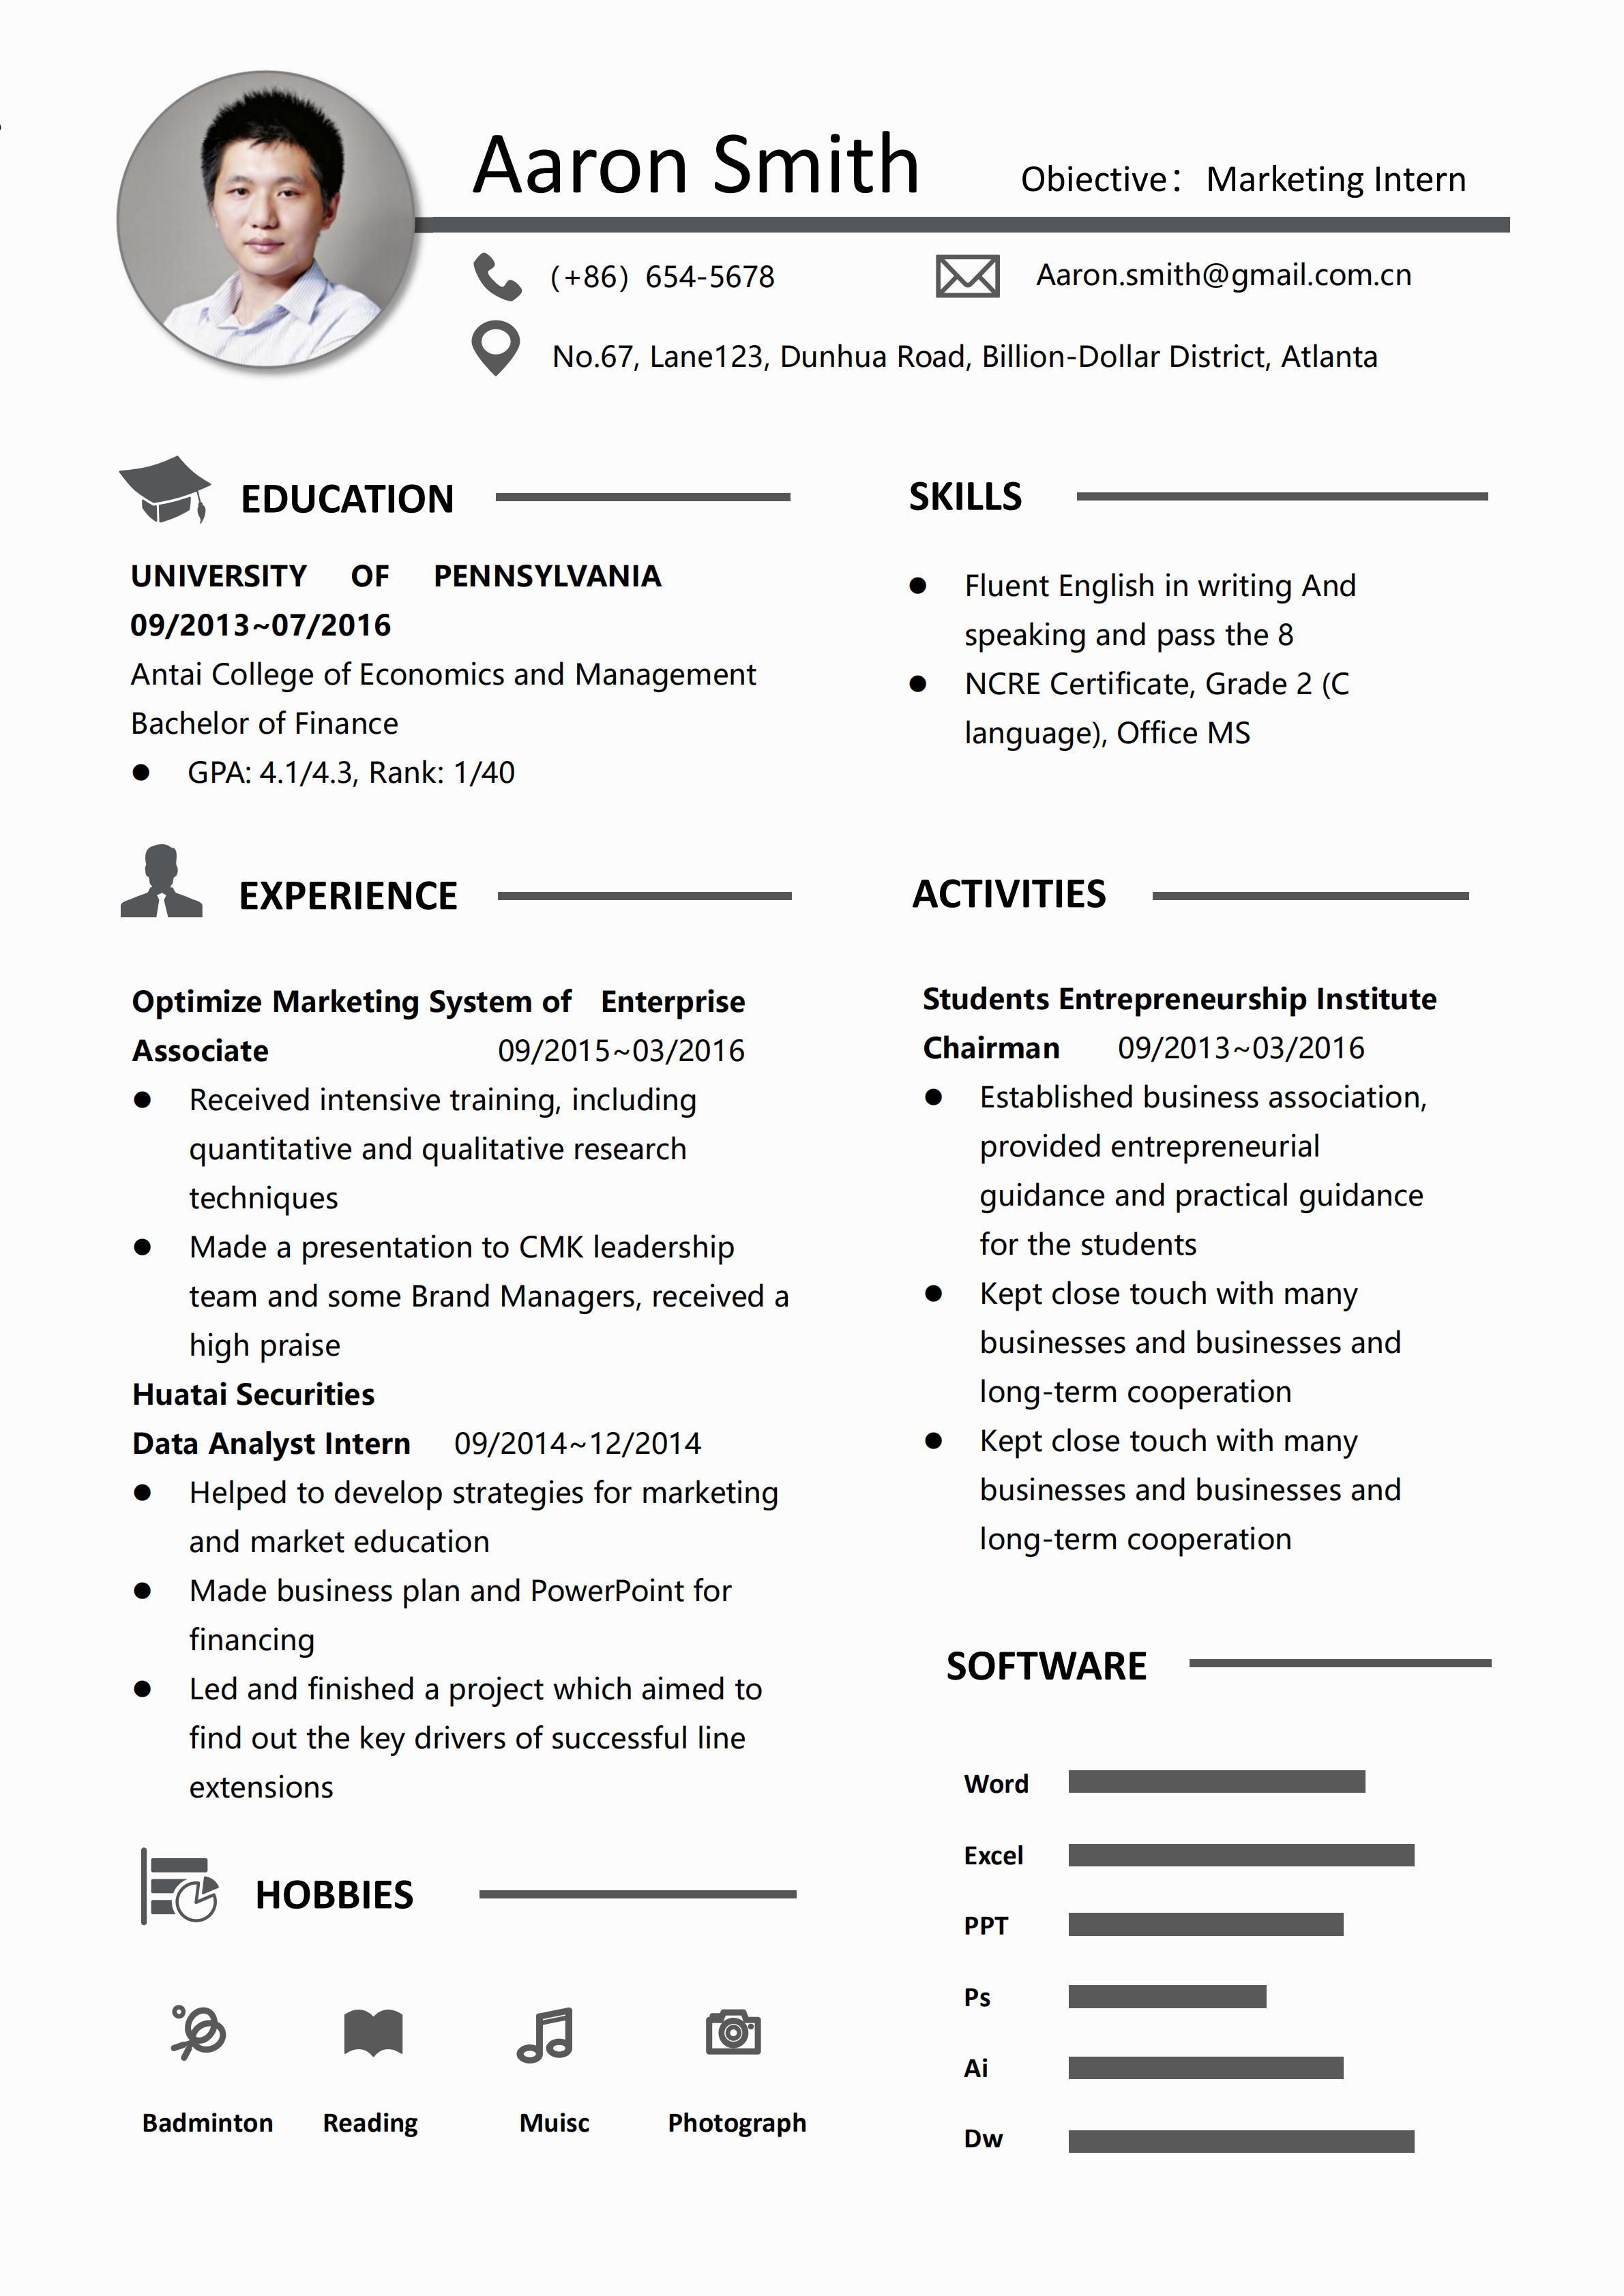 Aaron Smith
Obiective： Marketing Intern
(+86) 654-5678
Aaron.smith@gmail.com.cn
No.67, Lane123, Dunhua Road, Billion-Dollar District, Atlanta
EDUCATION
UNIVERSITY OF PENNSYLVANIA
09/2013~07/2016
Antai College of Economics and Management
Bachelor of Finance
● GPA: 4.1/4.3, Rank: 1/40
EXPERIENCE
Optimize Marketing System of Enterprise
Associate 09/2015~03/2016
● Received intensive training, including
quantitative and qualitative research
techniques
● Made a presentation to CMK leadership
team and some Brand Managers, received a
high praise
Huatai Securities
Data Analyst Intern 09/2014~12/2014
● Helped to develop strategies for marketing
and market education
● Made business plan and PowerPoint for
financing
● Led and finished a project which aimed to
find out the key drivers of successful line
extensions
HOBBIES
Badminton Reading Muisc Photograph
SKILLS
● Fluent English in writing And
speaking and pass the 8
● NCRE Certificate, Grade 2 (C
language), Office MS
ACTIVITIES
Students Entrepreneurship Institute
Chairman 09/2013~03/2016
● Established business association,
provided entrepreneurial
guidance and practical guidance
for the students
● Kept close touch with many
businesses and businesses and
long-term cooperation
● Kept close touch with many
businesses and businesses and
long-term cooperation
SOFTWARE
Word
Excel
PPT
Ps
Ai
Dw